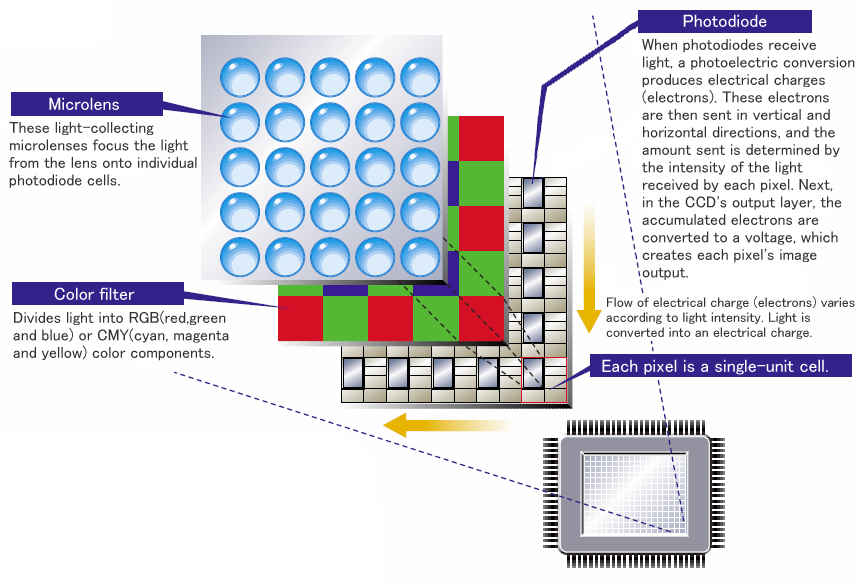 Photodiode
When photodiodes receive
light, a photoelectric conversion
produces electrical charges
(electrons). These electrons
are then sent in vertical and
horizontal directions, and the
amount sent is determined by
the intensity of the light
received by each pixel. Next,
in the CCD's output layer, the
accumulated electrons are
converted to a voltage, which
creates each pixel's image
output.
Microlens
These light-collecting
microlenses focus the light
from the lens onto individual
photodiode cells.
Color filter
Divides light into RGB(red,green
and blue) or CMY(cyan, magenta
and yellow) color components.
Flow of electrical charge (electrons) varies
according to light intensity. Light is
converted into an electrical charge.
Each pixel is a single-unit cell.